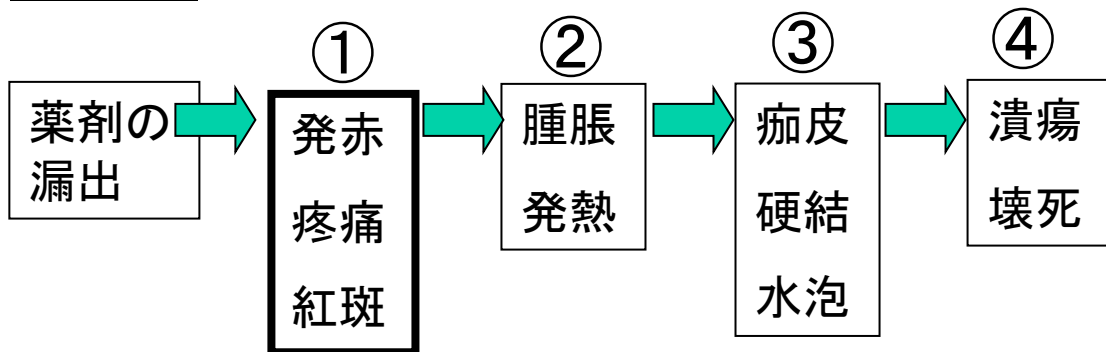 薬剤の
漏出
①
発赤
疼痛
紅斑
②
腫脹
発熱
③
痂皮
硬結
水泡
④
潰瘍
壊死